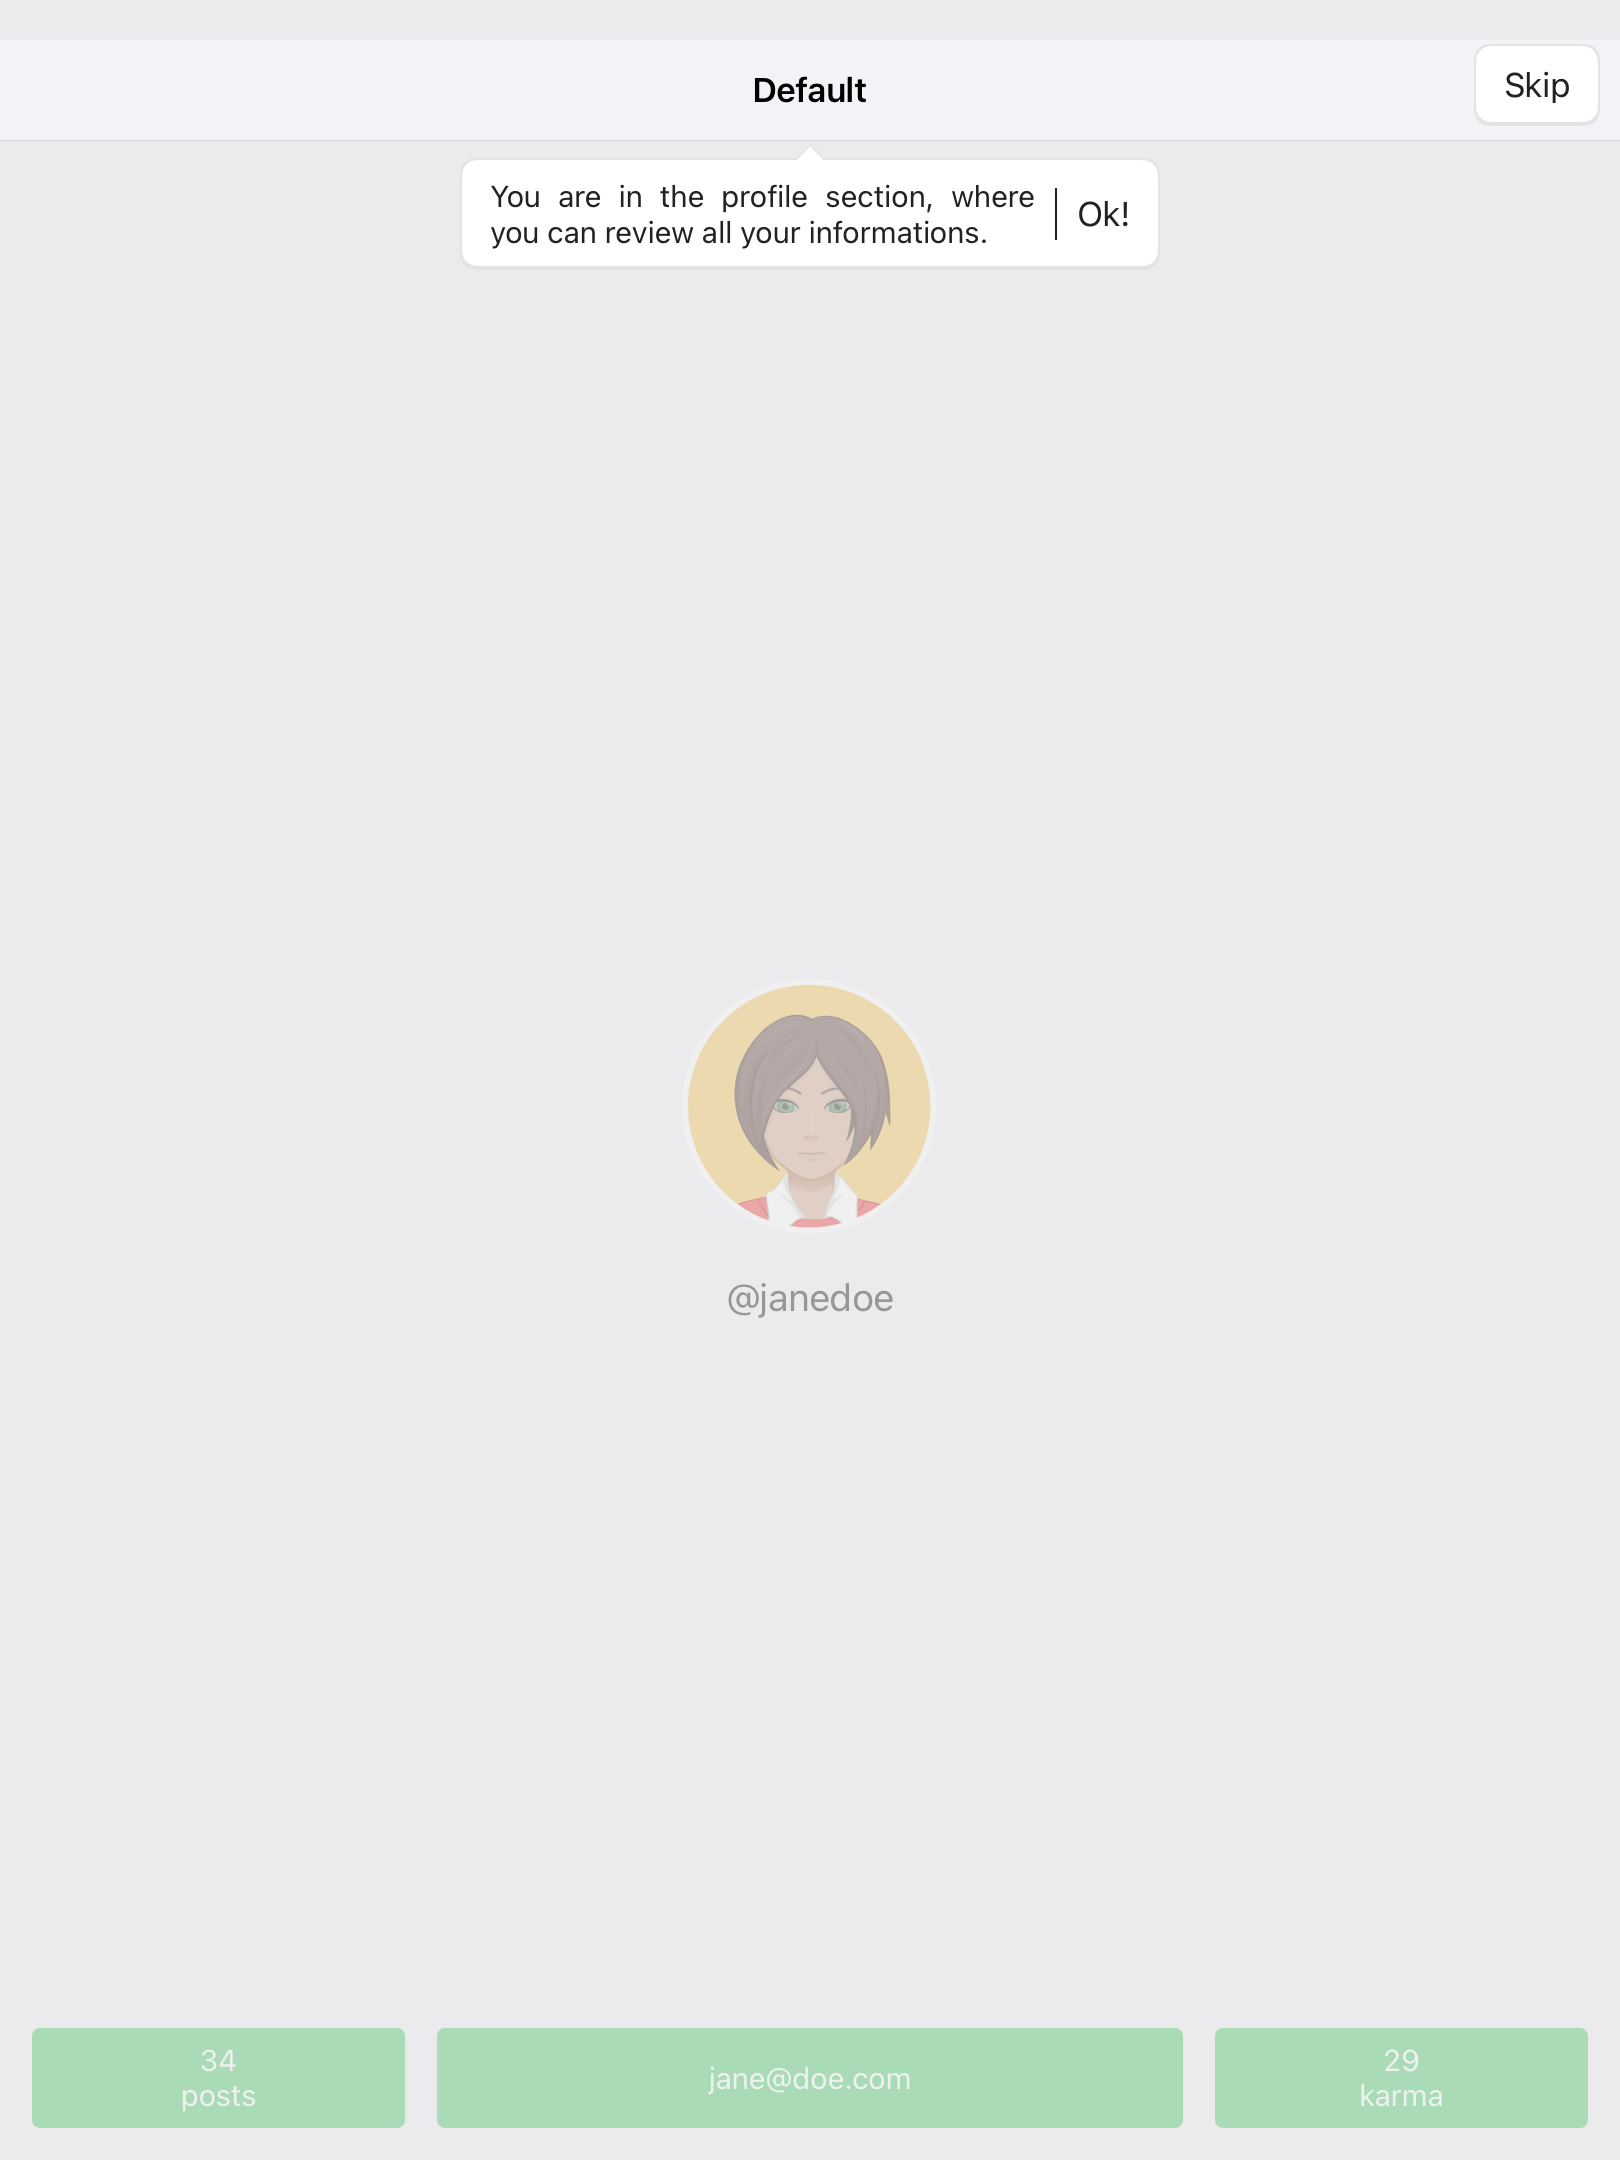 Default
Skip
You are in the profile section, where
you can review all your informations.
Ok!
@janedoe
34
posts
jane@doe.com
29
karma